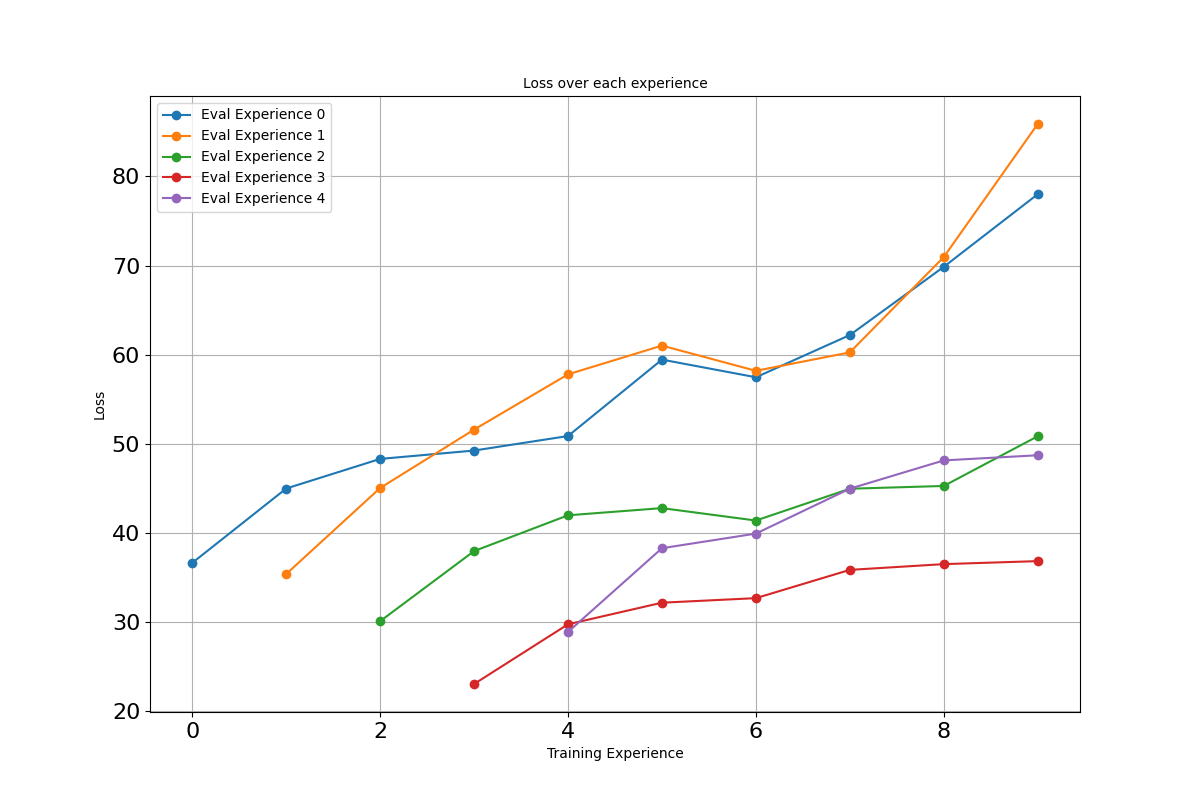 Loss over each experience
Eval Experience 0
Eval Experience 1
Eval Experience 2
Eval Experience 3
Eval Experience 4
80
70
60
50
40
30
20
Loss
0 2 4 6 8
Training Experience